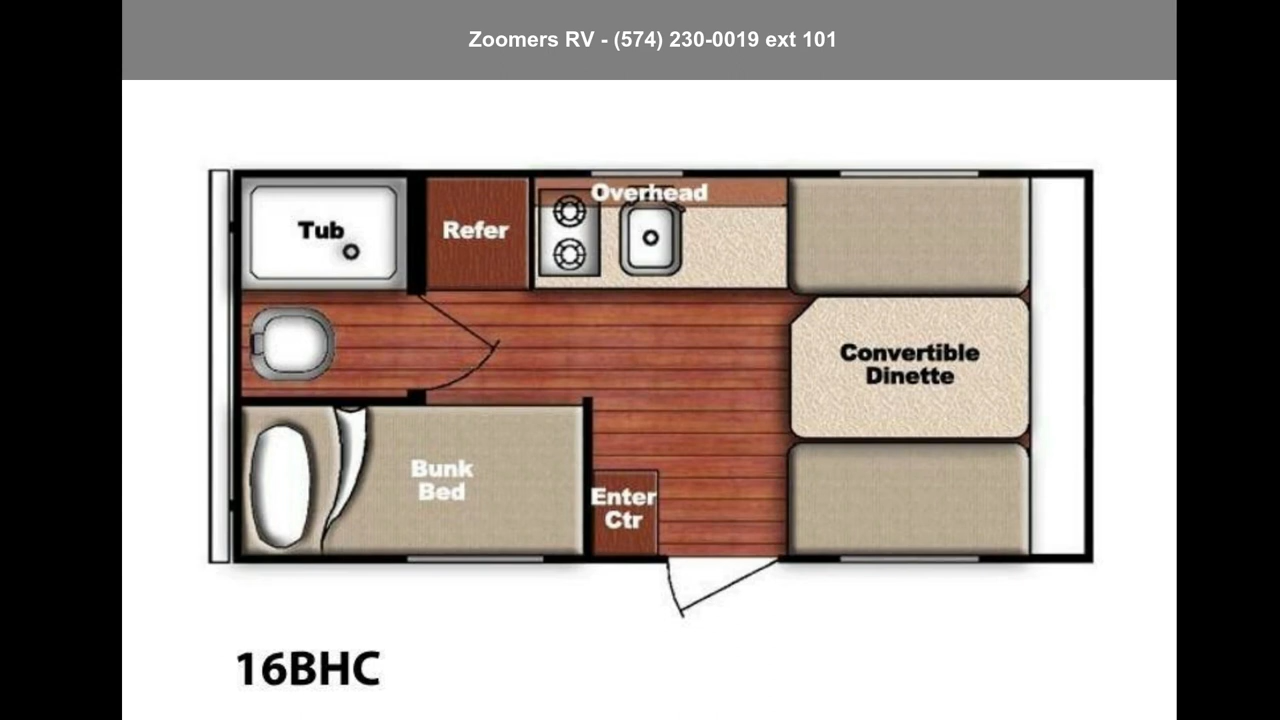 Zoomers RV - (574) 230-0019 ext 101
Overhead
Tub
Refer
Convertible
Dinette
Bunk
Bed
Enter
Ctr
16BHC